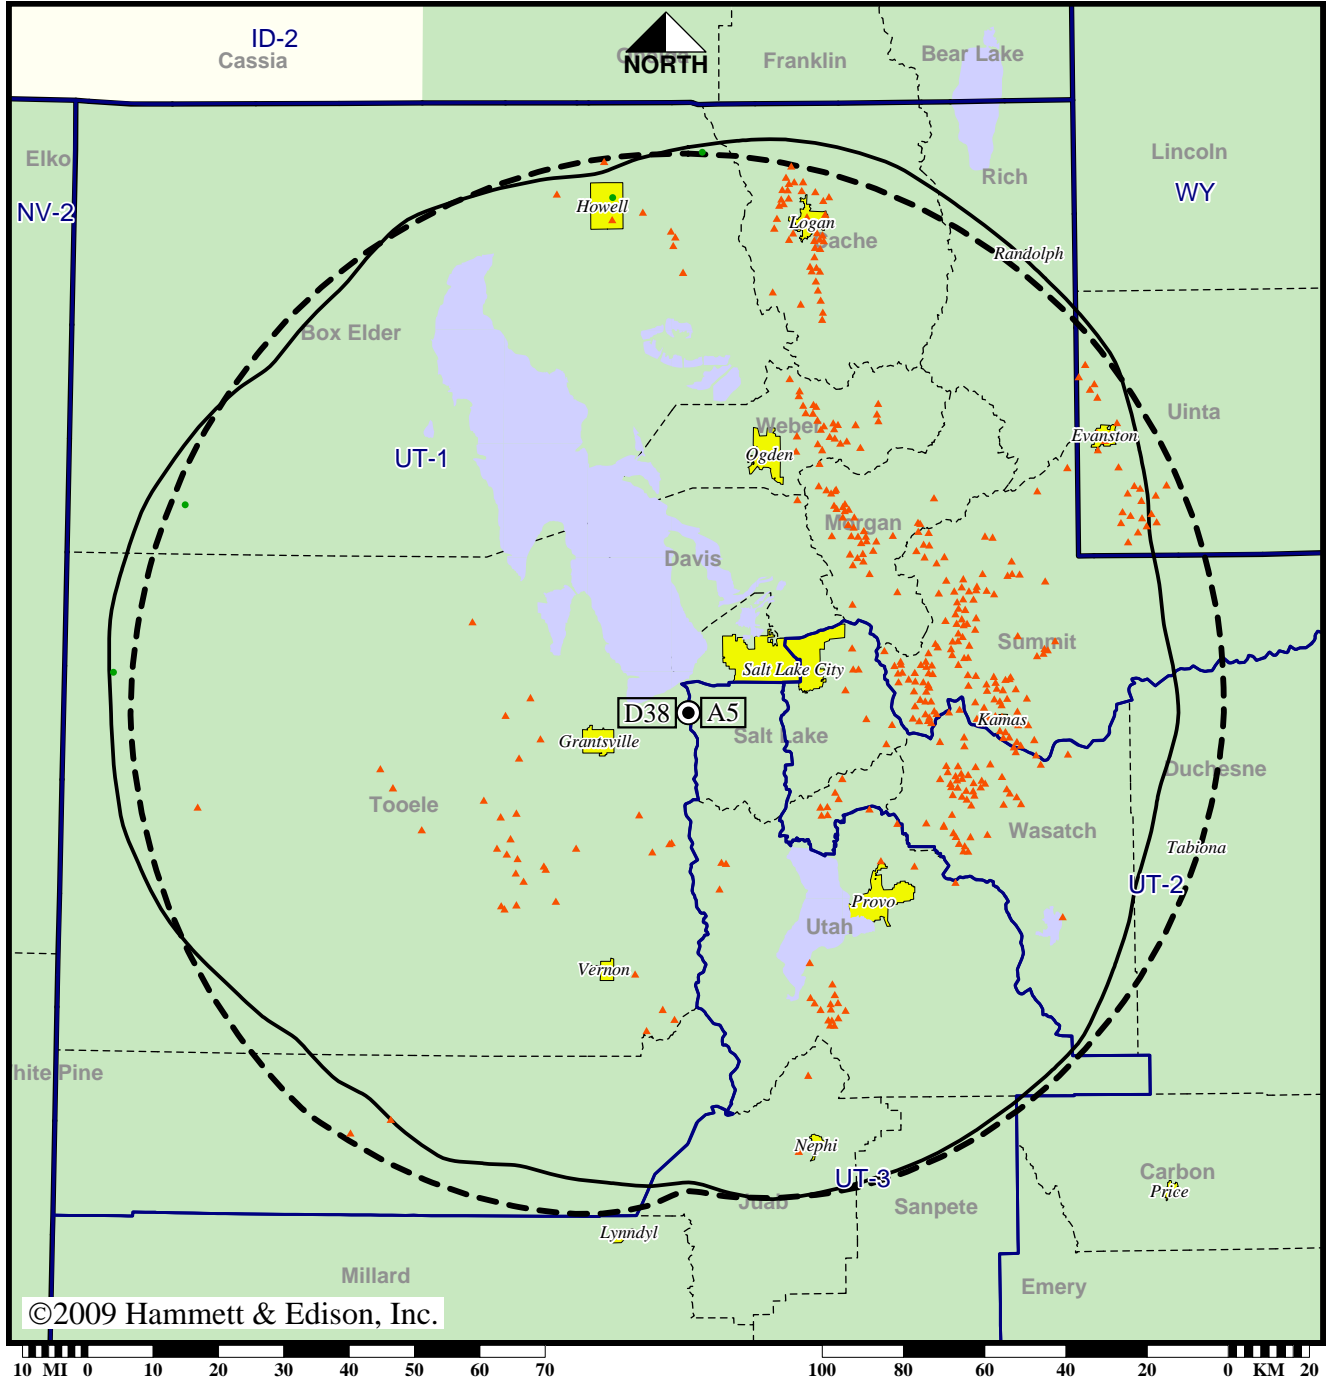 ID-2
Cassia
NORTH
Franklin
Bear Lake
Elko
Lincoln
Rich
NV-2
WY
Howell
Logan
Cache
Randolph
Box Elder
Uinta
Weber
Evanston
UT-1
Ogden
Morgan
Davis
Summit
Salt Lake City
D38
A5
Kamas
Grantsville
Salt Lake
Duchesne
Tooele
Wasatch
Tabiona
UT-2
Provo
Utah
Vernon
hite Pine
Nephi
UT-3
Carbon
Price
Juab
Sanpete
Lynndyl
Millard
Emery
©2009 Hammett & Edison, Inc.
10 MI 0 10 20 30 40 50 60 70
100 80 60 40 20 0 KM 20